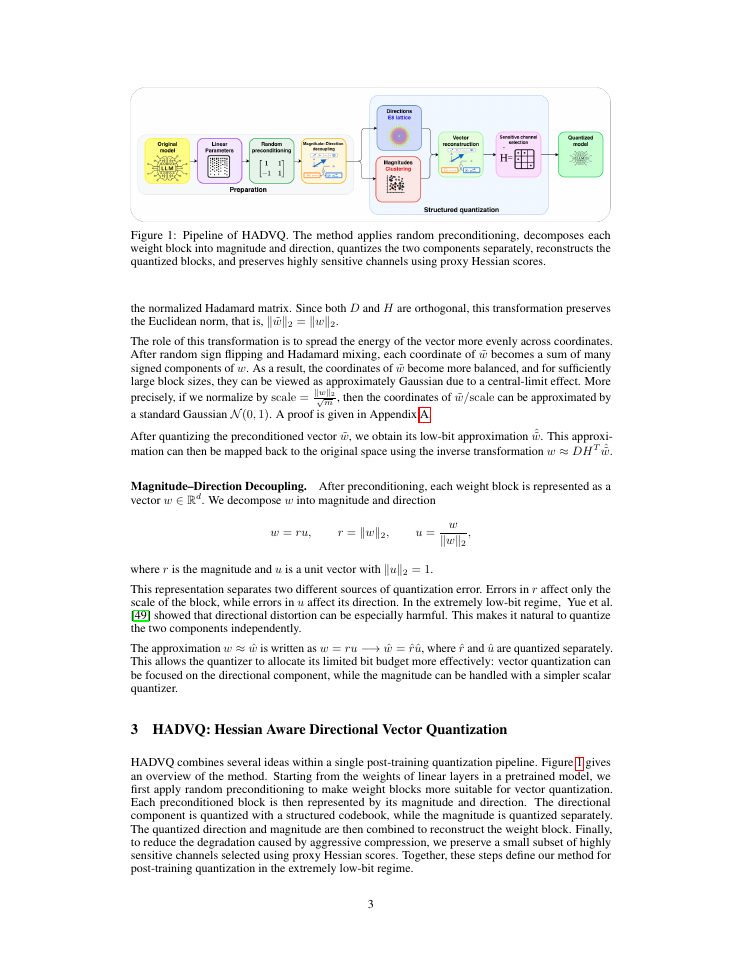 Original
model
LLM
Linear
Parameters
Random
preconditioning
1 1
−1 1
Magnitude-Direction
decoupling
Preparation
Directions
E8 lattice
Magnitudes
Clustering
Vector
reconstruction
Sensitive channel
selection
H=
Quantized
model
LLM
Structured quantization
Figure 1: Pipeline of HADVQ. The method applies random preconditioning, decomposes each
weight block into magnitude and direction, quantizes the two components separately, reconstructs the
quantized blocks, and preserves highly sensitive channels using proxy Hessian scores.
the normalized Hadamard matrix. Since both D and H are orthogonal, this transformation preserves
the Euclidean norm, that is, ∥w̃∥₂ = ∥w∥₂.
The role of this transformation is to spread the energy of the vector more evenly across coordinates.
After random sign flipping and Hadamard mixing, each coordinate of w̃ becomes a sum of many
signed components of w. As a result, the coordinates of w̃ become more balanced, and for sufficiently
large block sizes, they can be viewed as approximately Gaussian due to a central-limit effect. More
precisely, if we normalize by scale = ∥w∥₂/√m, then the coordinates of w̃/scale can be approximated by
a standard Gaussian 𝒩(0, 1). A proof is given in Appendix A.
After quantizing the preconditioned vector w̃, we obtain its low-bit approximation w̃̂. This approxi-
mation can then be mapped back to the original space using the inverse transformation w ≈ DHᵀw̃̂.
Magnitude–Direction Decoupling. After preconditioning, each weight block is represented as a
vector w ∈ ℝᵈ. We decompose w into magnitude and direction
w = ru, r = ∥w∥₂, u = w/∥w∥₂,
where r is the magnitude and u is a unit vector with ∥u∥₂ = 1.
This representation separates two different sources of quantization error. Errors in r affect only the
scale of the block, while errors in u affect its direction. In the extremely low-bit regime, Yue et al.
[49] showed that directional distortion can be especially harmful. This makes it natural to quantize
the two components independently.
The approximation w ≈ ŵ is written as w = ru ⟶ ŵ = r̂û, where r̂ and û are quantized separately.
This allows the quantizer to allocate its limited bit budget more effectively: vector quantization can
be focused on the directional component, while the magnitude can be handled with a simpler scalar
quantizer.
3 HADVQ: Hessian Aware Directional Vector Quantization
HADVQ combines several ideas within a single post-training quantization pipeline. Figure 1 gives
an overview of the method. Starting from the weights of linear layers in a pretrained model, we
first apply random preconditioning to make weight blocks more suitable for vector quantization.
Each preconditioned block is then represented by its magnitude and direction. The directional
component is quantized with a structured codebook, while the magnitude is quantized separately.
The quantized direction and magnitude are then combined to reconstruct the weight block. Finally,
to reduce the degradation caused by aggressive compression, we preserve a small subset of highly
sensitive channels selected using proxy Hessian scores. Together, these steps define our method for
post-training quantization in the extremely low-bit regime.
3